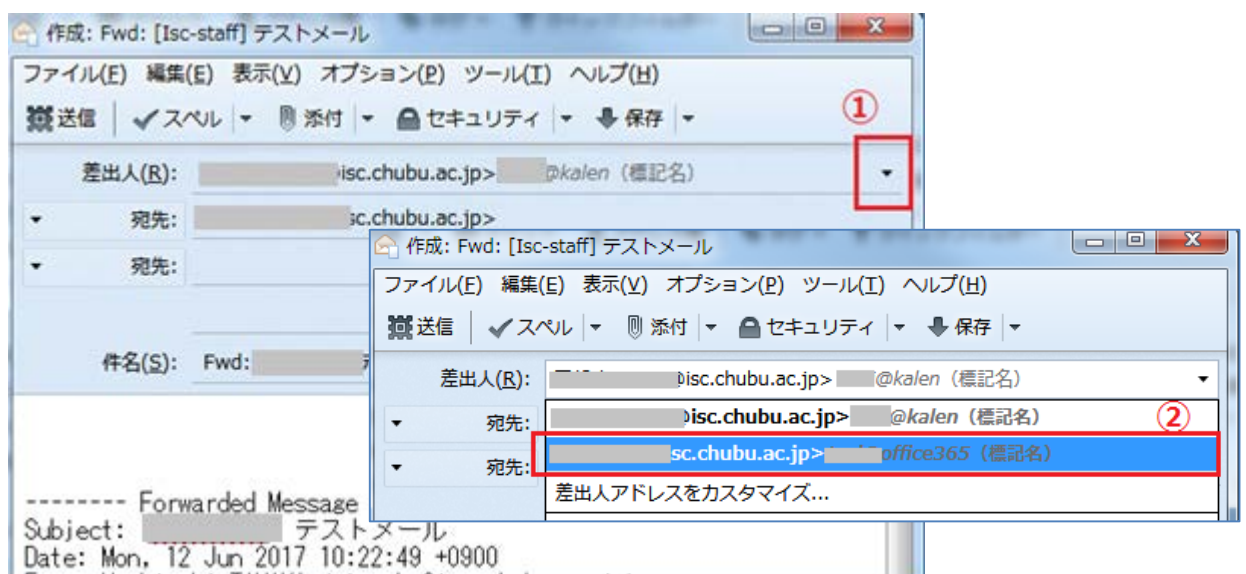 作成: Fwd: [Isc-staff] テストメール
ファイル(F) 編集(E) 表示(V) オプション(P) ツール(T) ヘルプ(H)
送信 スペル 添付 セキュリティ 保存
①
差出人(R): isc.chubu.ac.jp> @kalen（標記名）
宛先: sc.chubu.ac.jp>
宛先:
件名(S): Fwd:
-------- Forwarded Message
Subject: テストメール
Date: Mon, 12 Jun 2017 10:22:49 +0900
作成: Fwd: [Isc-staff] テストメール
ファイル(F) 編集(E) 表示(V) オプション(P) ツール(T) ヘルプ(H)
送信 スペル 添付 セキュリティ 保存
差出人(R): @isc.chubu.ac.jp> @kalen（標記名）
宛先: @isc.chubu.ac.jp> @kalen（標記名）
②
宛先: sc.chubu.ac.jp> office365（標記名）
差出人アドレスをカスタマイズ...